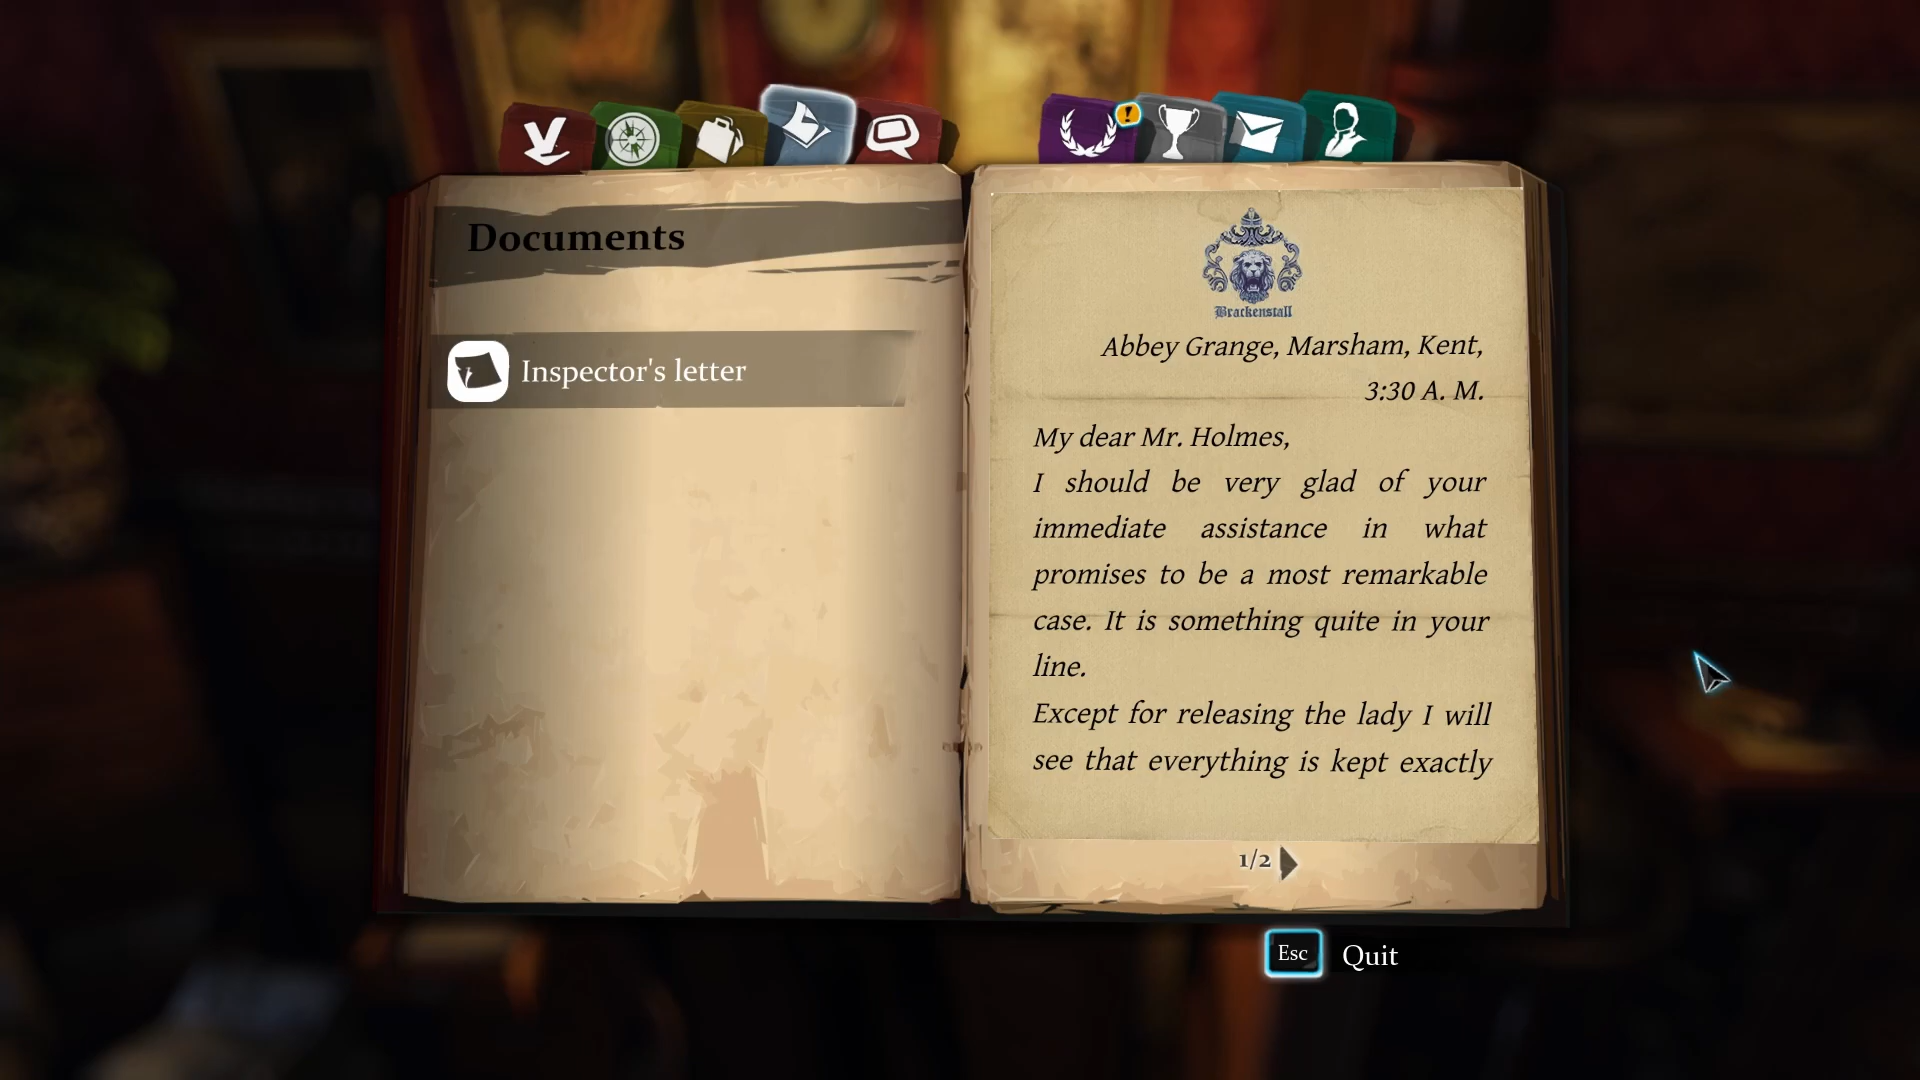 Documents
Inspector's letter
Brackenstall
Abbey Grange, Marsham, Kent,
3:30 A. M.
My dear Mr. Holmes,
I should be very glad of your
immediate assistance in what
promises to be a most remarkable
case. It is something quite in your
line.
Except for releasing the lady I will
see that everything is kept exactly
1/2
Esc Quit